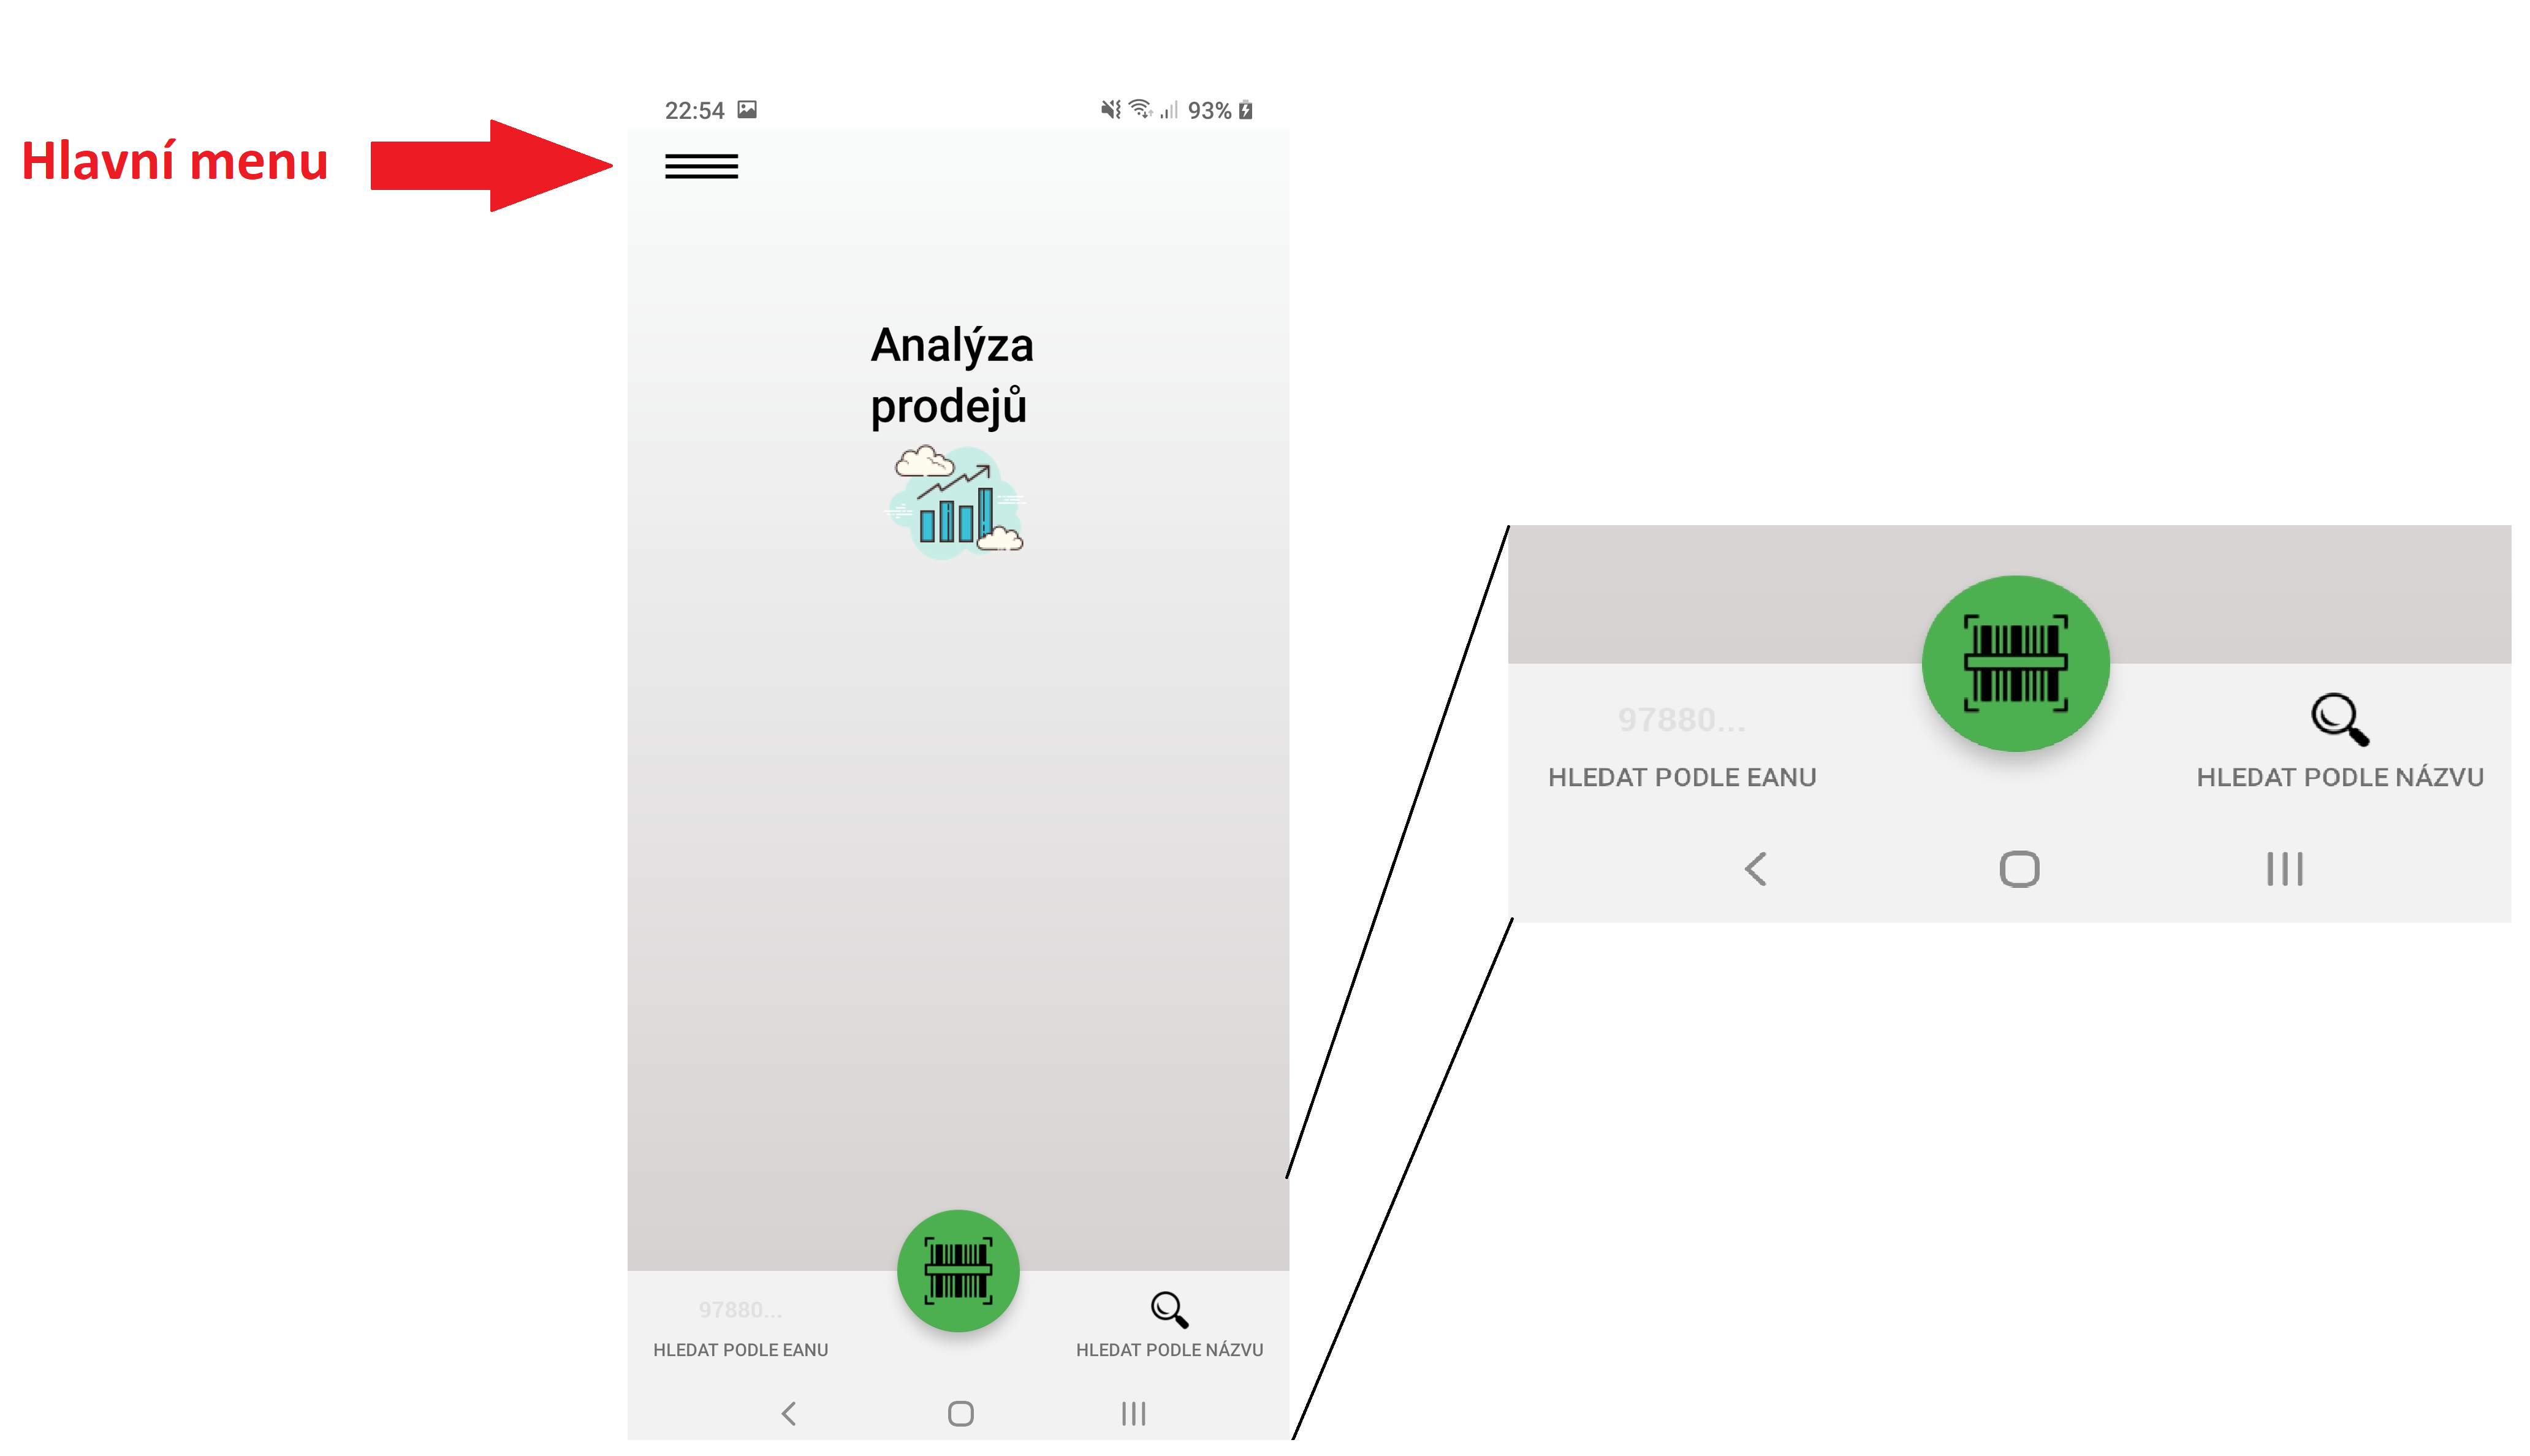 Hlavní menu
22:54
93%
Analýza
prodejů
97880...
HLEDAT PODLE EANU
HLEDAT PODLE NÁZVU
97880...
HLEDAT PODLE EANU
HLEDAT PODLE NÁZVU